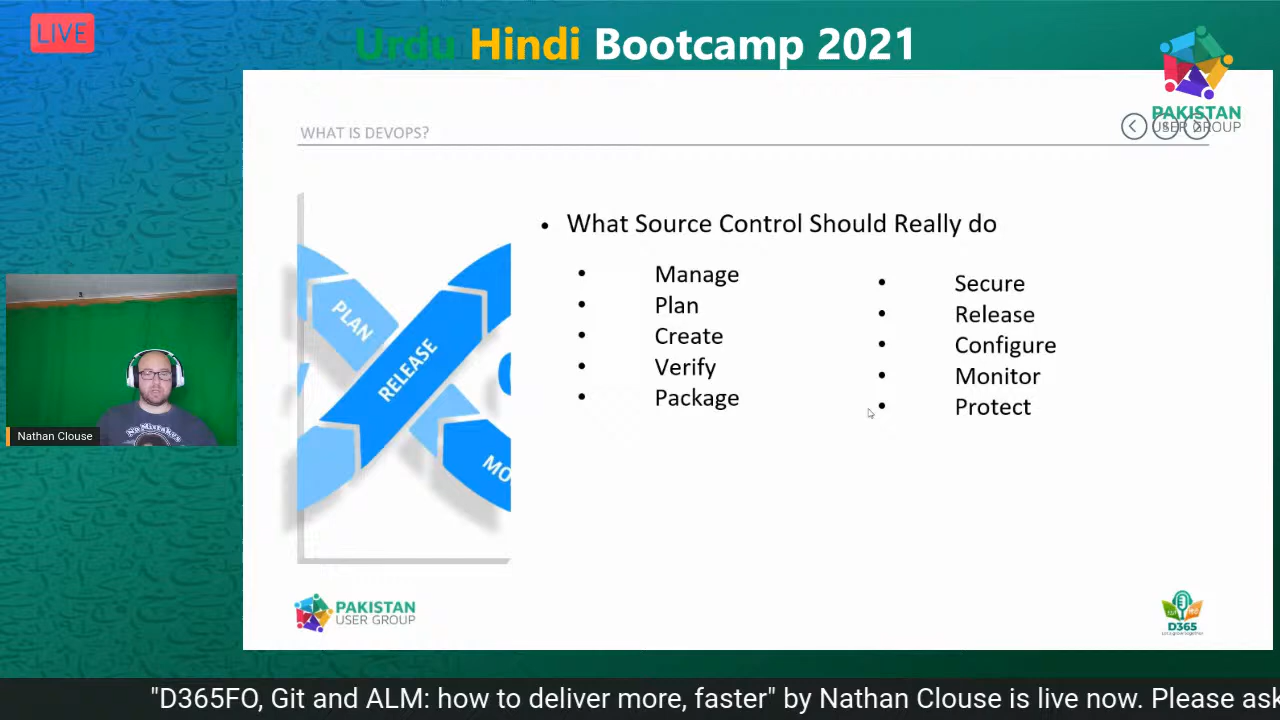 LIVE
Urdu Hindi Bootcamp 2021
PAKISTAN
USER GROUP
WHAT IS DEVOPS?
• What Source Control Should Really do
• Manage
• Plan
• Create
• Verify
• Package
• Secure
• Release
• Configure
• Monitor
• Protect
PLAN
RELEASE
MO
No Mistakes
Nathan Clouse
PAKISTAN
USER GROUP
D365
"D365FO, Git and ALM: how to deliver more, faster" by Nathan Clouse is live now. Please ask